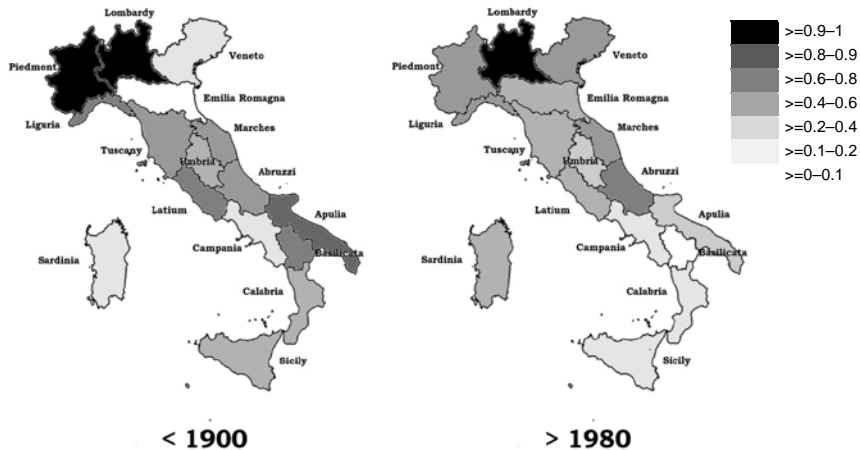 Lombardy
Piedmont
Veneto
Emilia Romagna
Liguria
Marches
Tuscany
Umbria
Abruzzi
Latium
Apulia
Campania
Basilicata
Sardinia
Calabria
Sicily
< 1900
Lombardy
Piedmont
Veneto
Emilia Romagna
Liguria
Marches
Tuscany
Umbria
Abruzzi
Latium
Apulia
Campania
Basilicata
Sardinia
Calabria
Sicily
> 1980
>=0.9–1
>=0.8–0.9
>=0.6–0.8
>=0.4–0.6
>=0.2–0.4
>=0.1–0.2
>=0–0.1